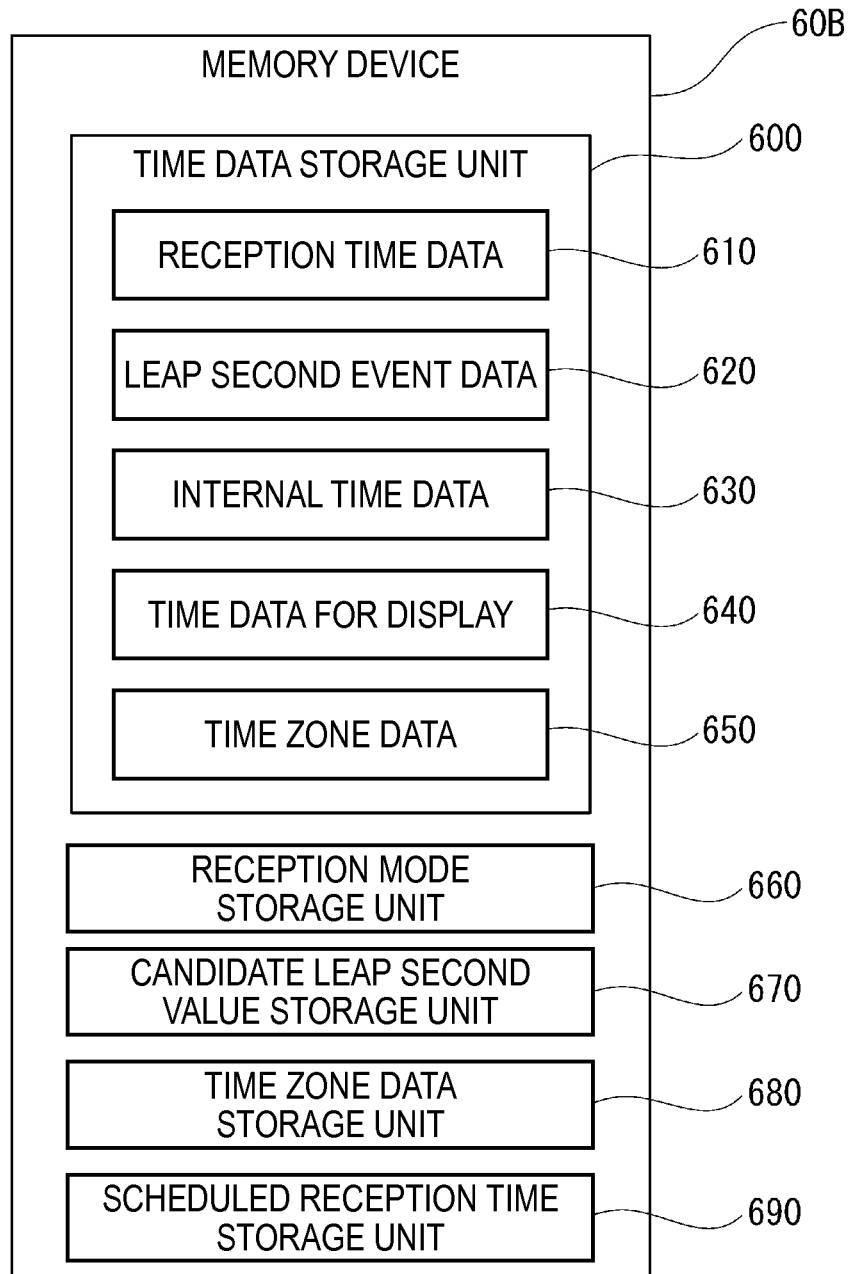 60B
MEMORY DEVICE
600
TIME DATA STORAGE UNIT
RECEPTION TIME DATA
610
LEAP SECOND EVENT DATA
620
INTERNAL TIME DATA
630
TIME DATA FOR DISPLAY
640
TIME ZONE DATA
650
RECEPTION MODE
STORAGE UNIT
660
CANDIDATE LEAP SECOND
VALUE STORAGE UNIT
670
TIME ZONE DATA
STORAGE UNIT
680
SCHEDULED RECEPTION TIME
STORAGE UNIT
690